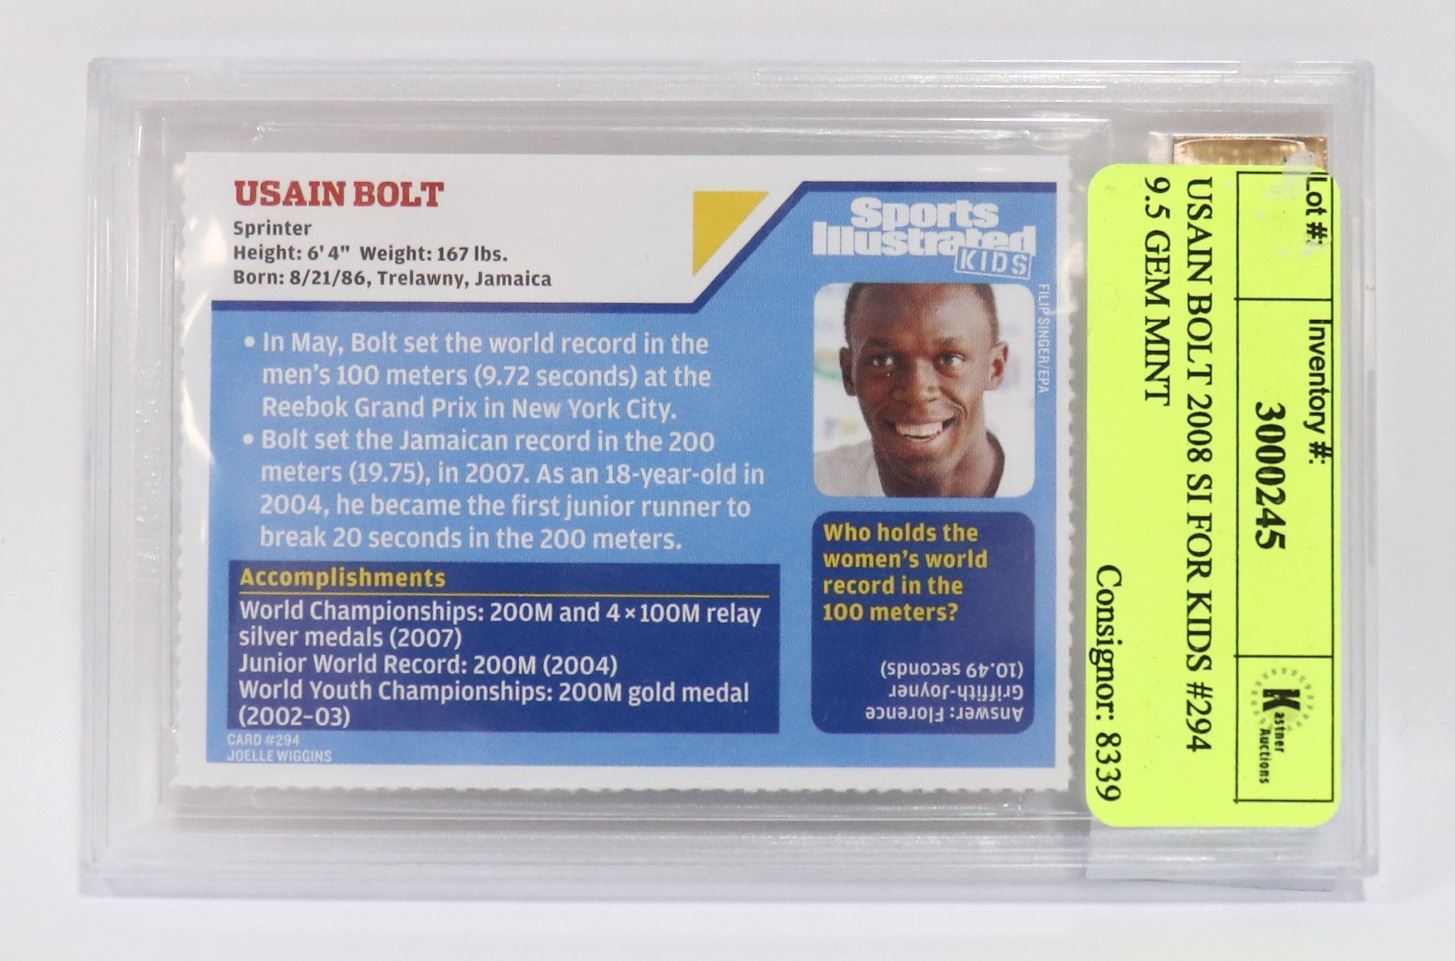 USAIN BOLT
Sprinter
Height: 6'4" Weight: 167 lbs.
Born: 8/21/86, Trelawny, Jamaica
• In May, Bolt set the world record in the
men's 100 meters (9.72 seconds) at the
Reebok Grand Prix in New York City.
• Bolt set the Jamaican record in the 200
meters (19.75), in 2007. As an 18-year-old in
2004, he became the first junior runner to
break 20 seconds in the 200 meters.
Accomplishments
World Championships: 200M and 4×100M relay
silver medals (2007)
Junior World Record: 200M (2004)
World Youth Championships: 200M gold medal
(2002-03)
CARD #294
JOELLE WIGGINS
Sports
Illustrated
KIDS
FILIP SINGER/EPA
Who holds the
women's world
record in the
100 meters?
Answer: Florence
Griffith-Joyner
(10.49 seconds)
Lot #:
Inventory #:
3000245
Kastner
Auctions
USAIN BOLT 2008 SI FOR KIDS #294
9.5 GEM MINT
Consignor: 8339